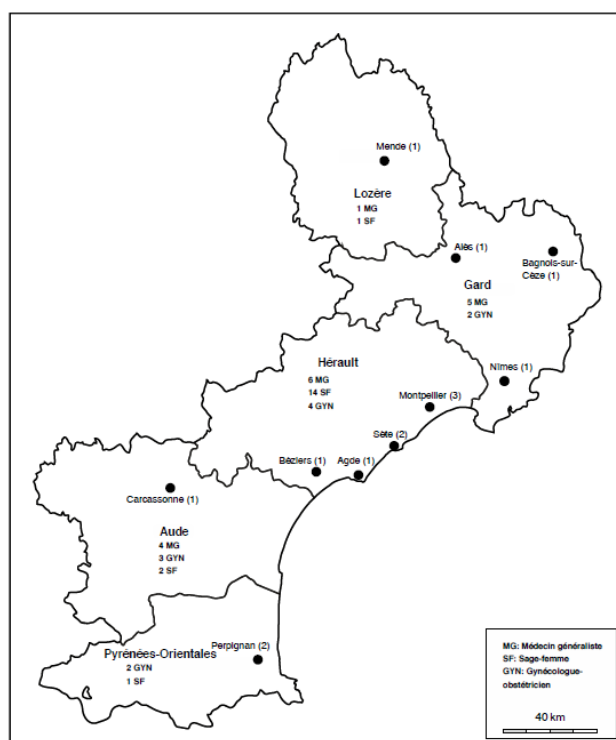 Mende (1)
Lozère
1 MG
1 SF
Alès (1)
Bagnols-sur-
Cèze (1)
Gard
5 MG
2 GYN
Nîmes (1)
Hérault
6 MG
14 SF
4 GYN
Montpellier (3)
Sète (2)
Béziers (1)
Agde (1)
Carcassonne (1)
Aude
4 MG
3 GYN
2 SF
Pyrénées-Orientales
2 GYN
1 SF
Perpignan (2)
MG: Médecin généraliste
SF: Sage-femme
GYN: Gynécologue-
obstétricien
40 km